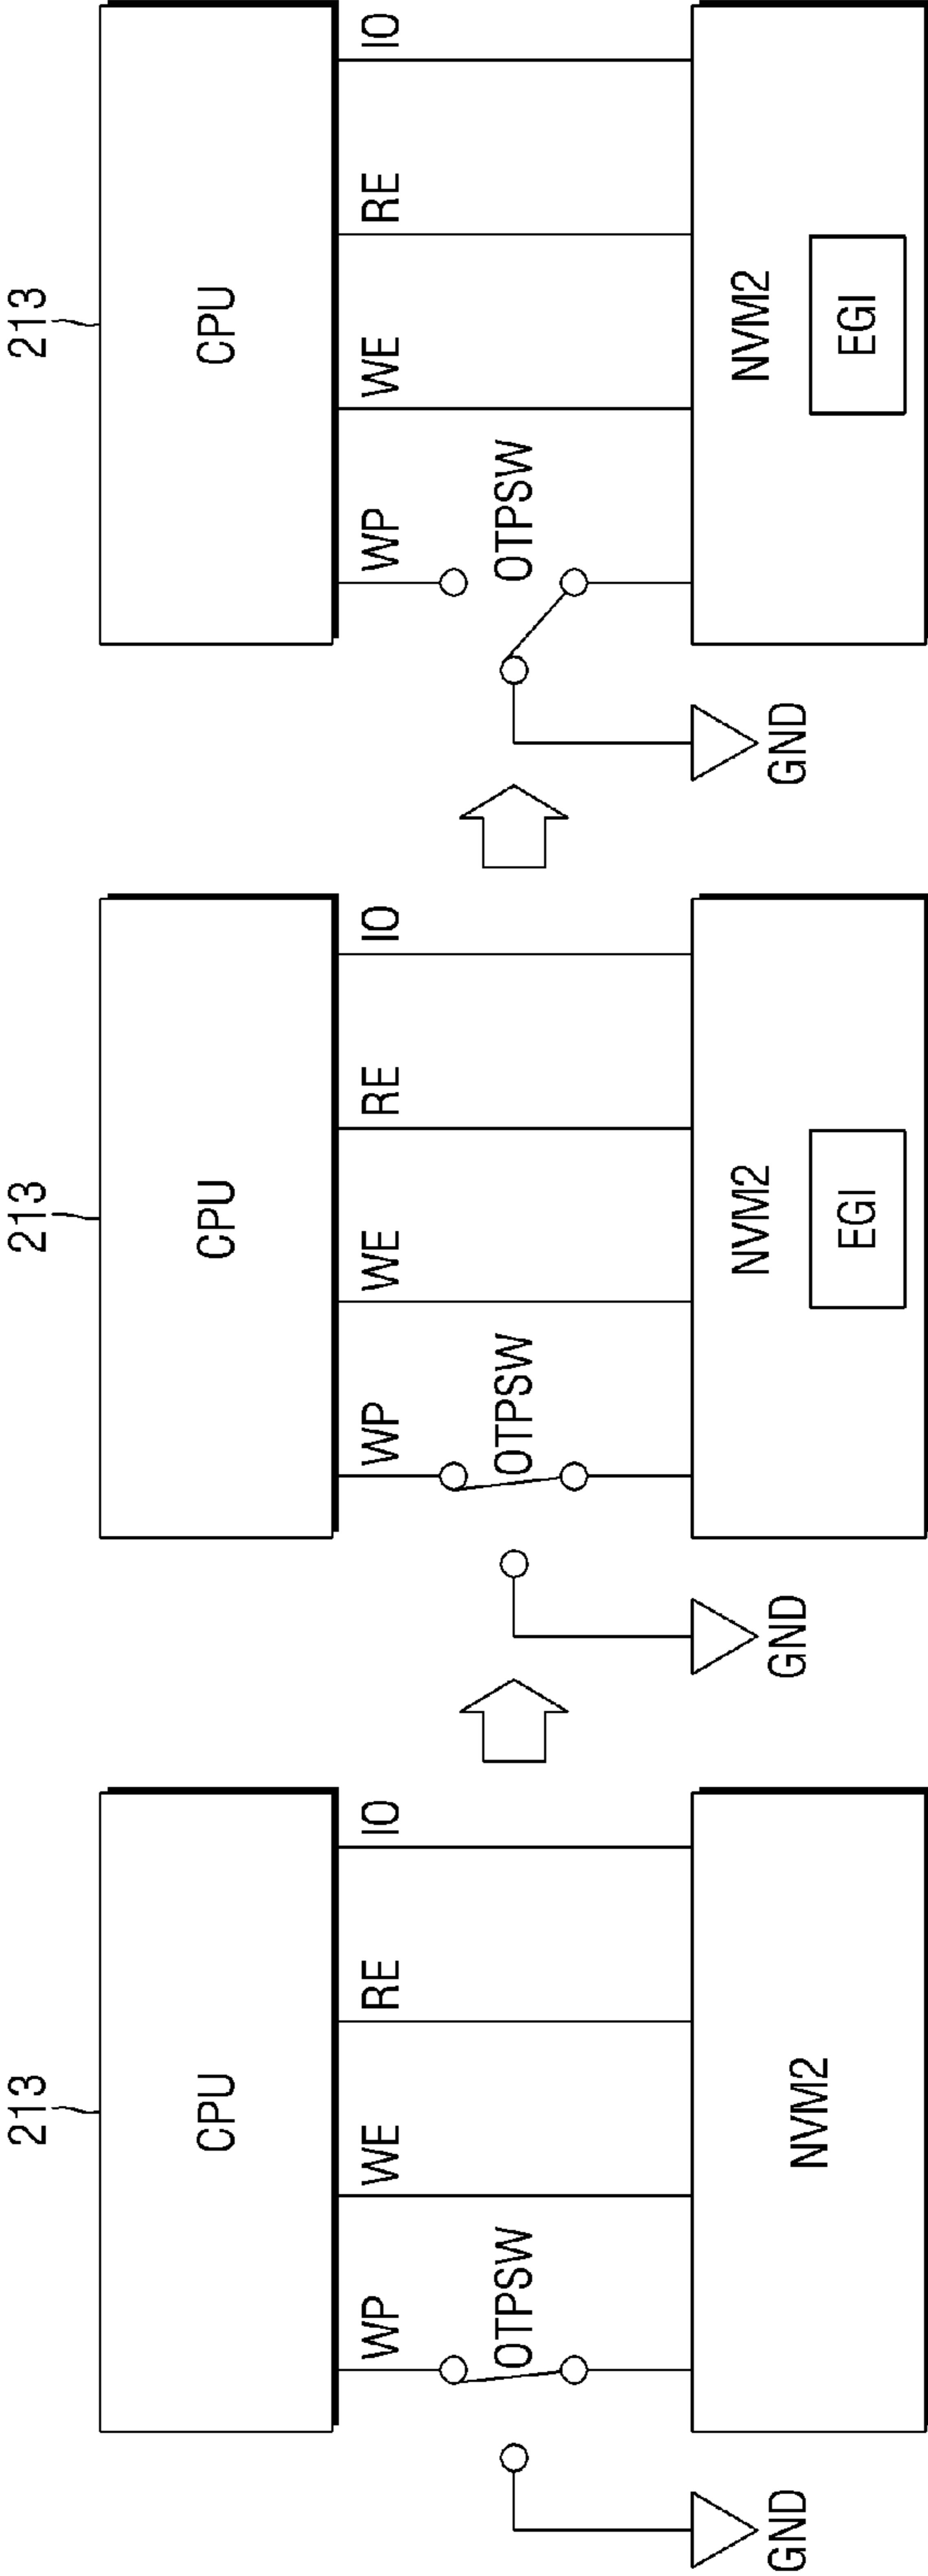 213
CPU
WP
WE
RE
IO
OTPSW
NVM2
GND
213
CPU
WP
WE
RE
IO
OTPSW
NVM2
EGI
GND
213
CPU
WP
WE
RE
IO
OTPSW
NVM2
EGI
GND